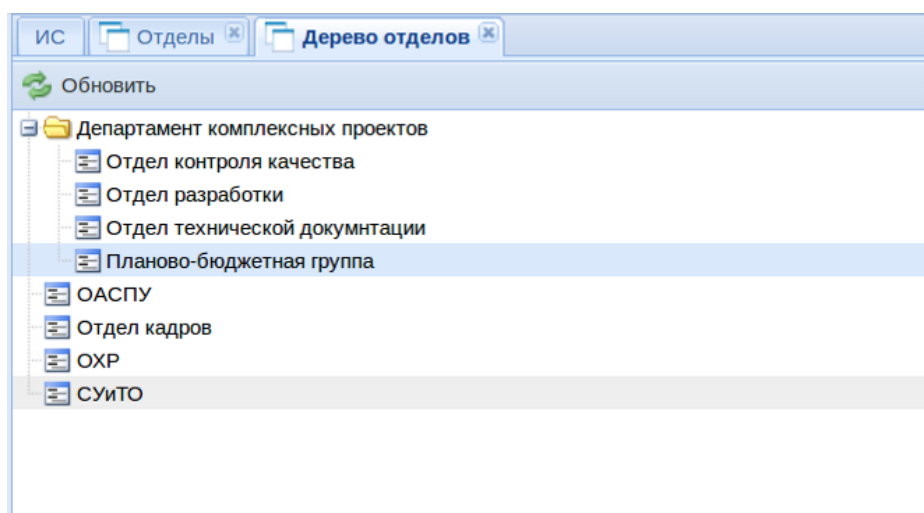 ИС Отделы Дерево отделов
Обновить
Департамент комплексных проектов
Отдел контроля качества
Отдел разработки
Отдел технической докумнтации
Планово-бюджетная группа
ОАСПУ
Отдел кадров
ОХР
СУиТО